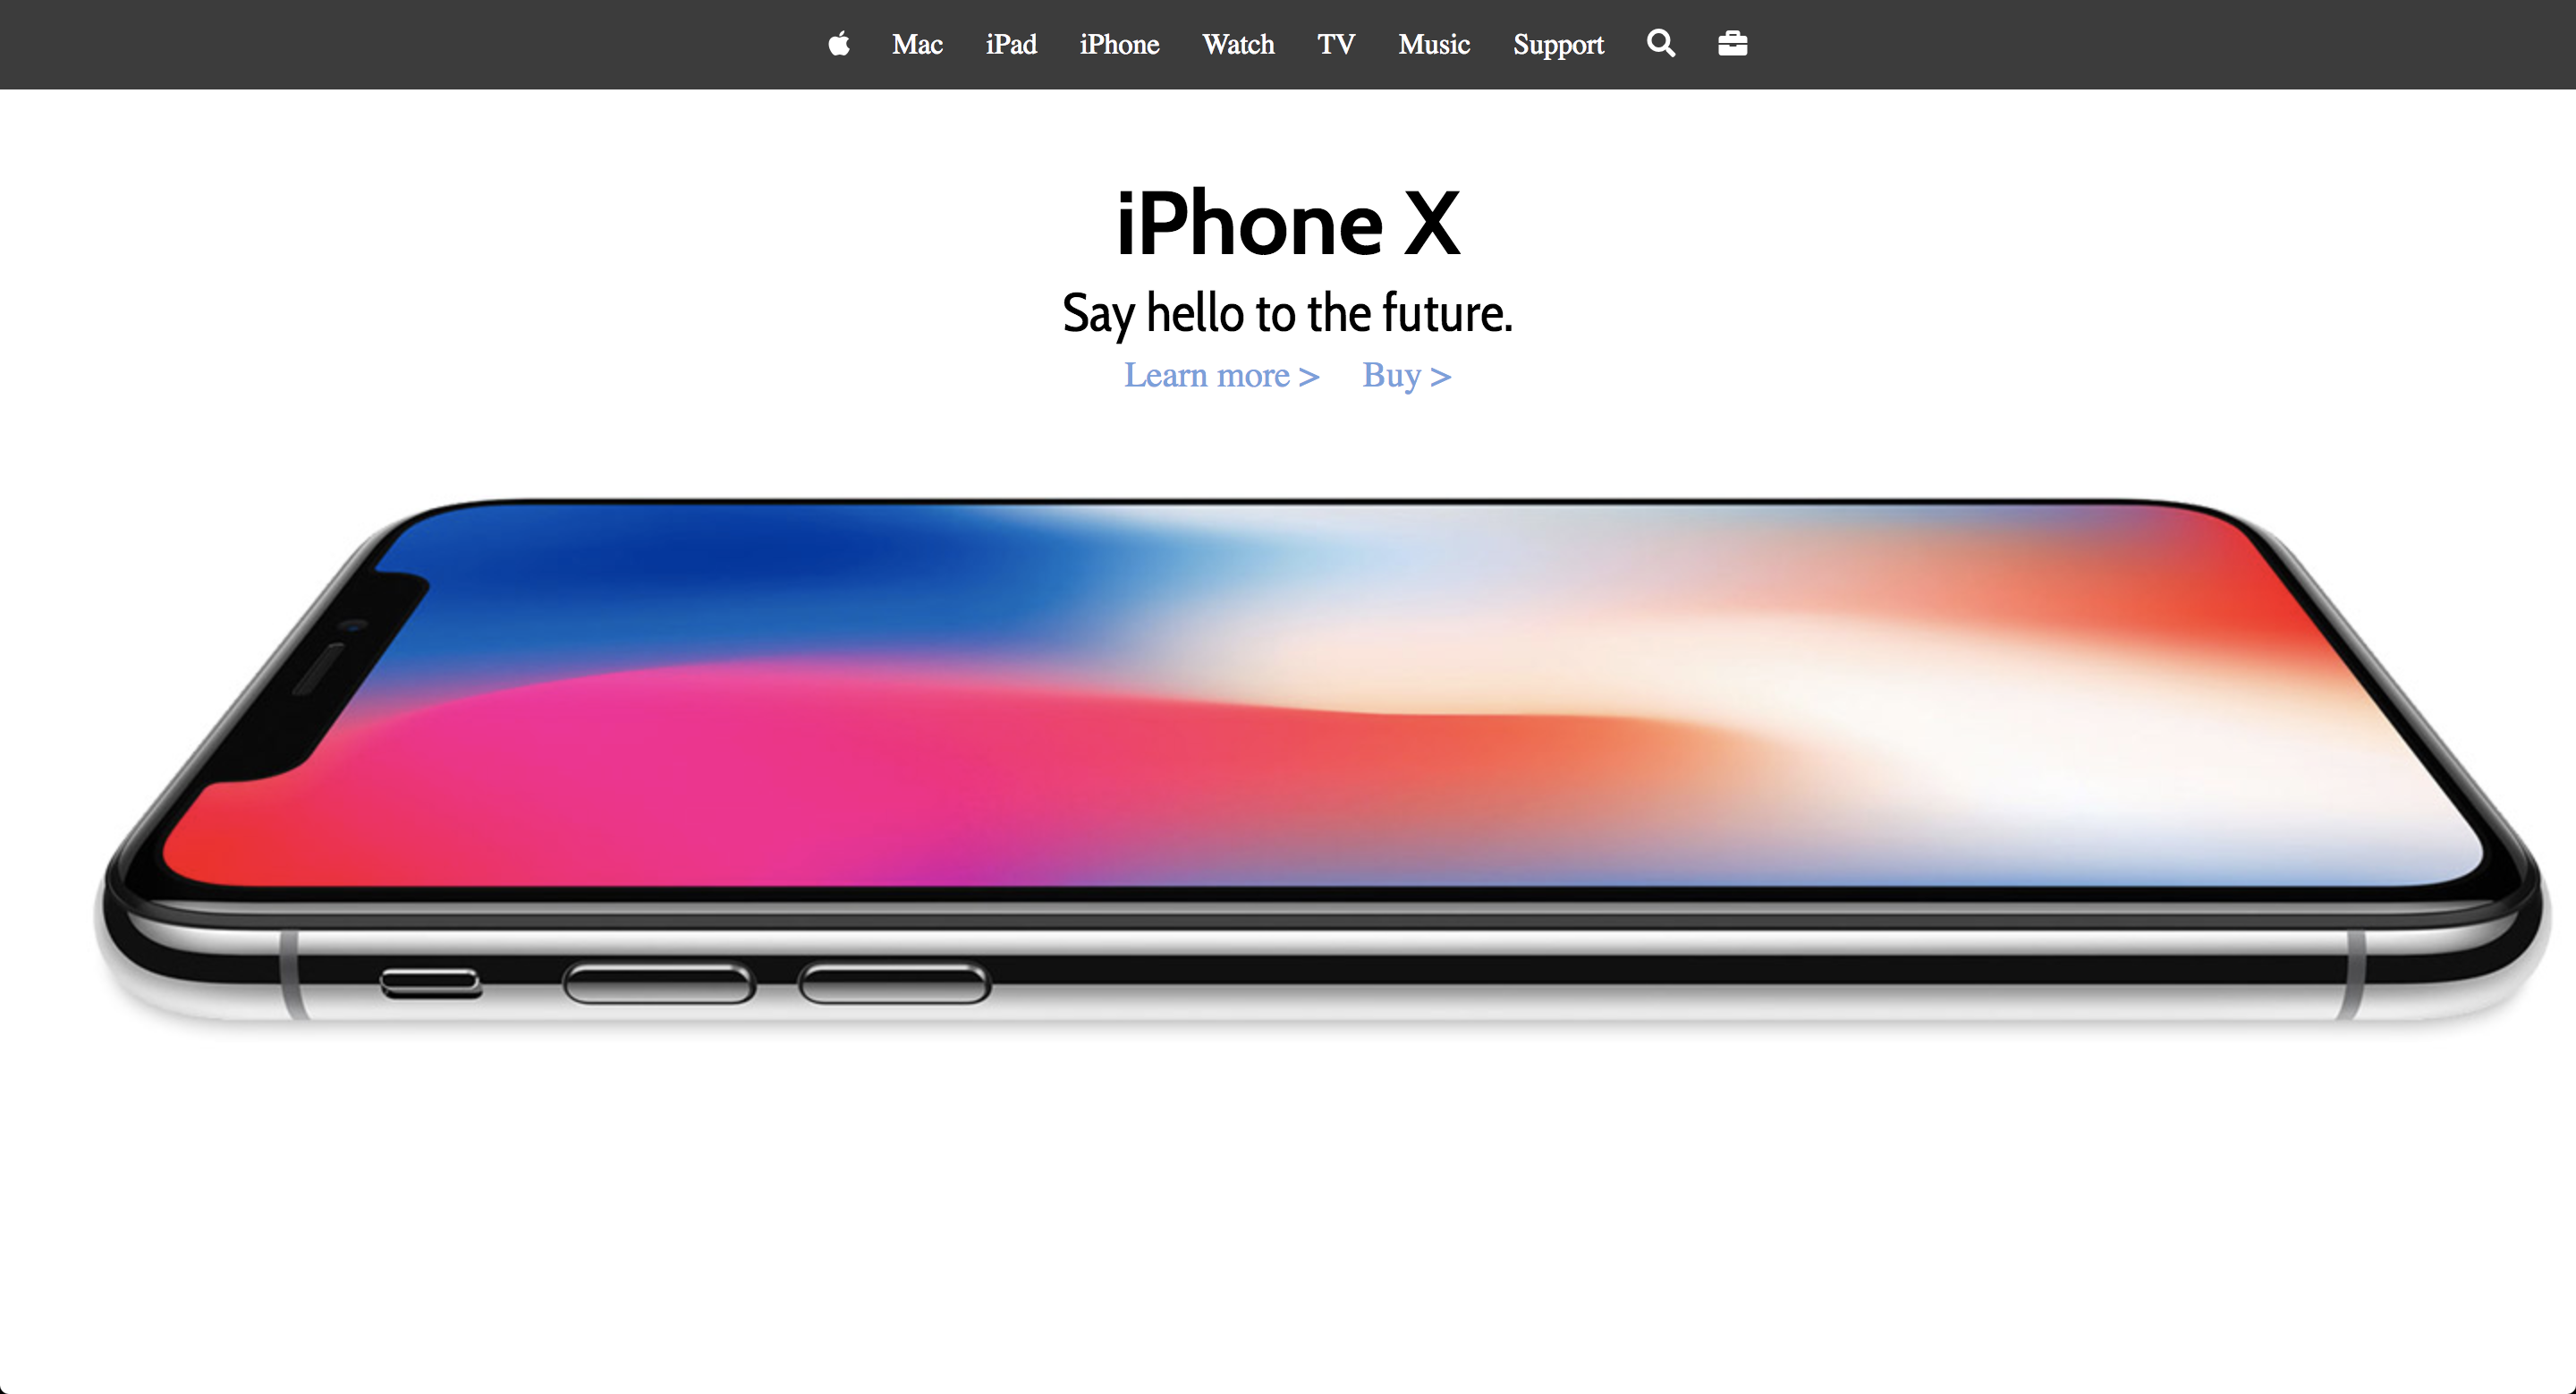 Mac iPad iPhone Watch TV Music Support
iPhone X
Say hello to the future.
Learn more > Buy >